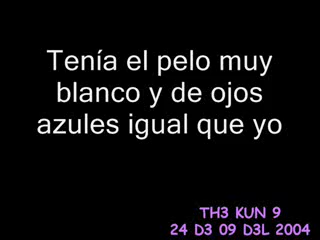 Tenía el pelo muy
blanco y de ojos
azules igual que yo
TH3 KUN 9
24 D3 09 D3L 2004